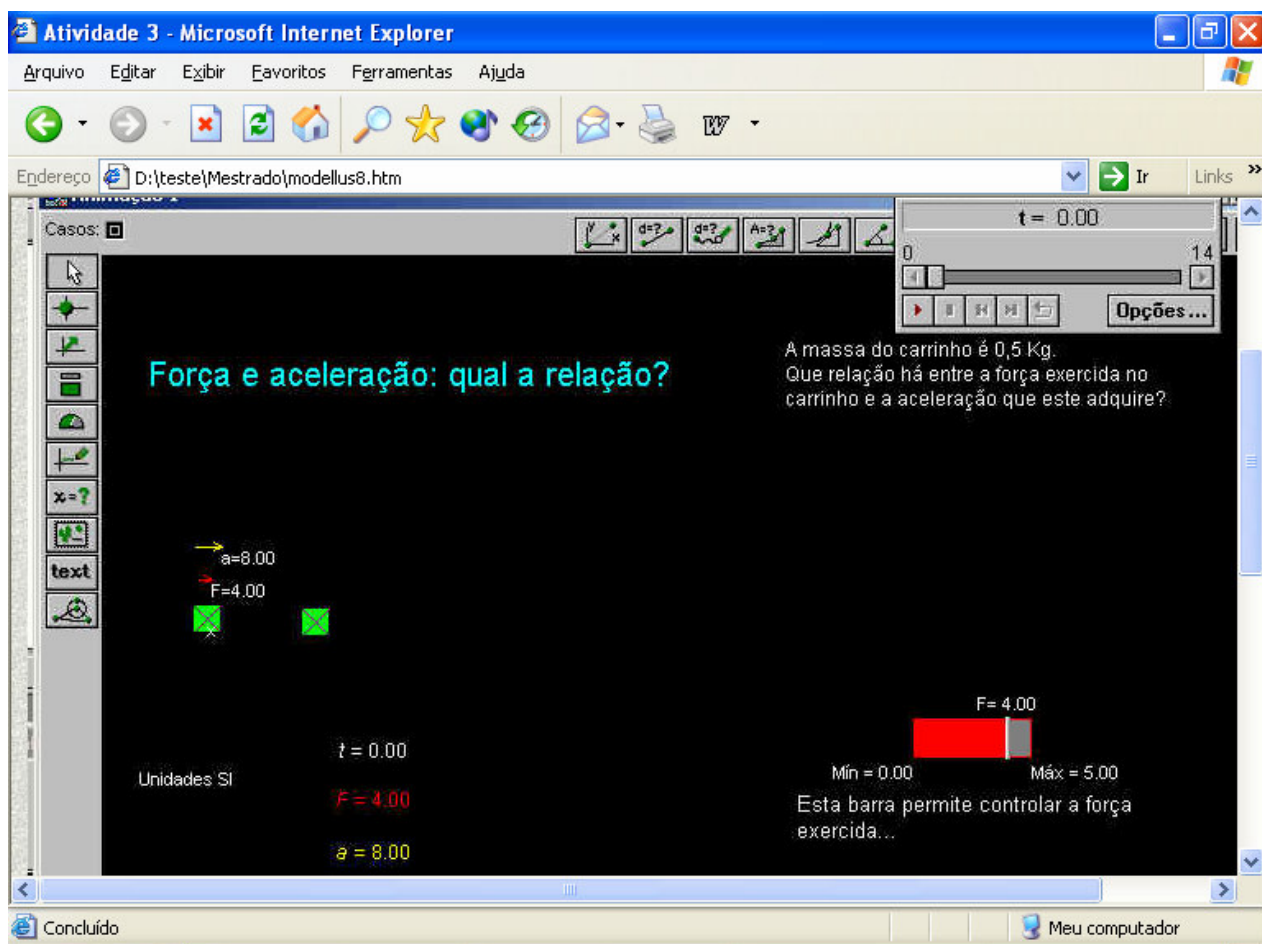 Atividade 3 - Microsoft Internet Explorer
Arquivo Editar Exibir Favoritos Ferramentas Ajuda
W
Endereço D:\teste\Mestrado\modellus8.htm Ir Links »
t = 0.00
Casos:
y x d=? d=? A=?
0 14
Opções...
Força e aceleração: qual a relação?
A massa do carrinho é 0,5 Kg.
Que relação há entre a força exercida no
carrinho e a aceleração que este adquire?
x=?
text
a=8.00
F=4.00
F= 4.00
t = 0.00
Unidades SI
Mín = 0.00 Máx = 5.00
F = 4.00
Esta barra permite controlar a força
exercida...
a = 8.00
Concluído Meu computador